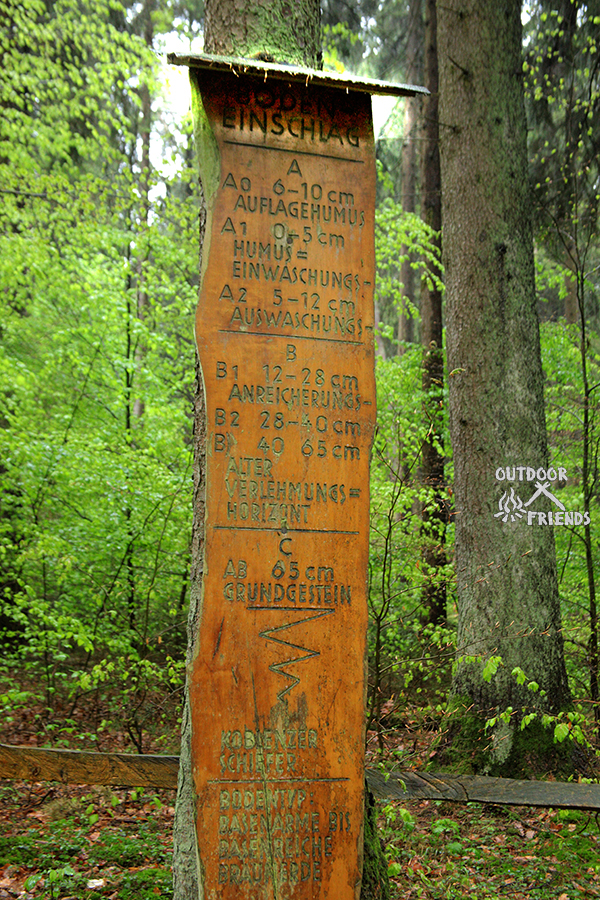 BODEN
EINSCHLAG
A
A0 6-10 cm
AUFLAGEHUMUS
A1 0-5 cm
HUMUS=
EINWASCHUNGS-
A2 5-12 cm
AUSWASCHUNGS-
B
B1 12-28 cm
ANREICHERUNGS-
B2 28-40 cm
B3 40 65 cm
ALTER
VERLEHMUNGS=
HORIZONT
C
AB 65 cm
GRUNDGESTEIN
KOBLENZER
SCHIEFER
BODENTYP:
BASENARME BIS
BASENREICHE
BRAUNERDE
OUTDOOR
FRIENDS